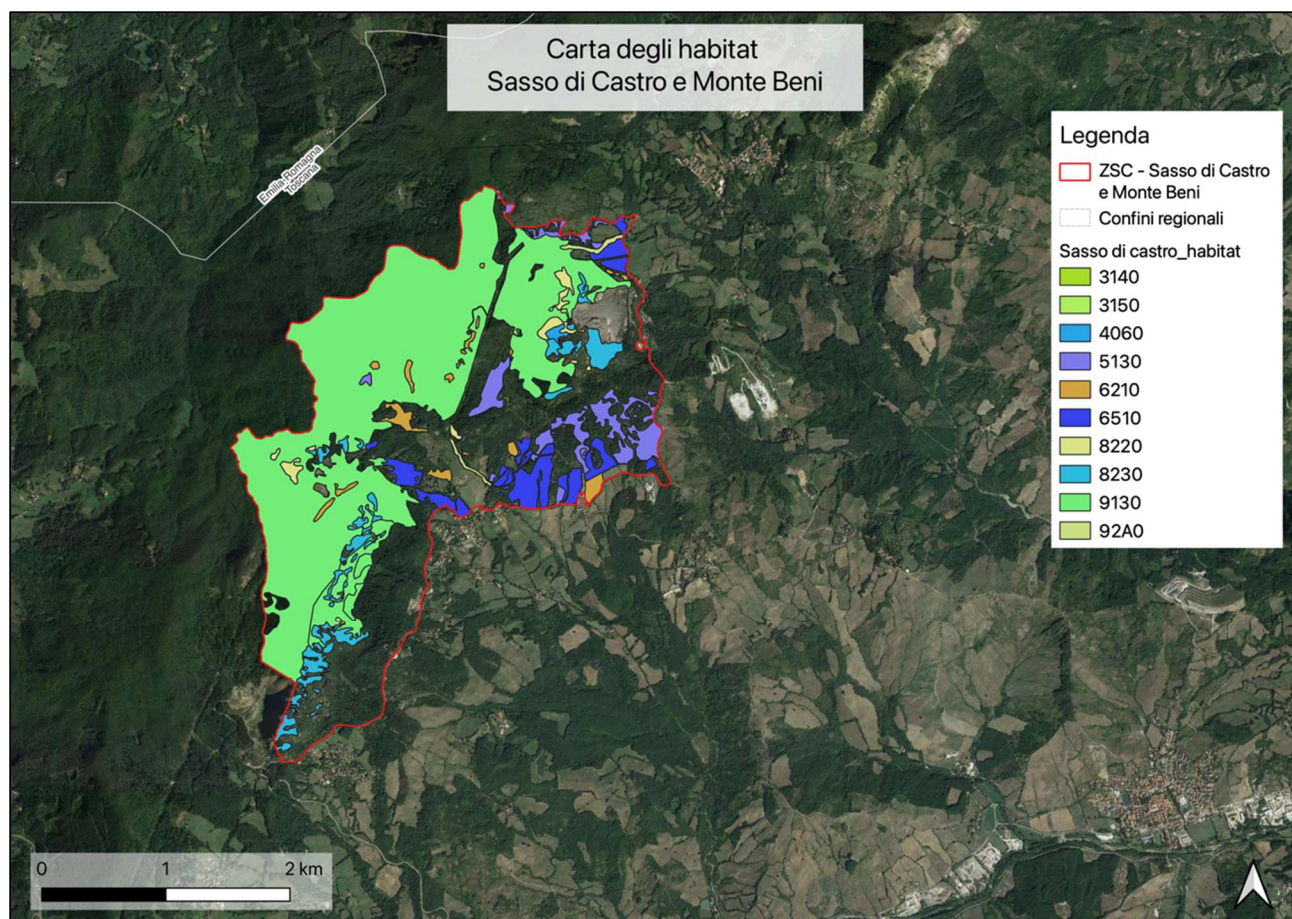 Carta degli habitat
Sasso di Castro e Monte Beni
Emilia-Romagna
Toscana
Legenda
ZSC - Sasso di Castro
e Monte Beni
Confini regionali
Sasso di castro_habitat
3140
3150
4060
5130
6210
6510
8220
8230
9130
92A0
0 1 2 km